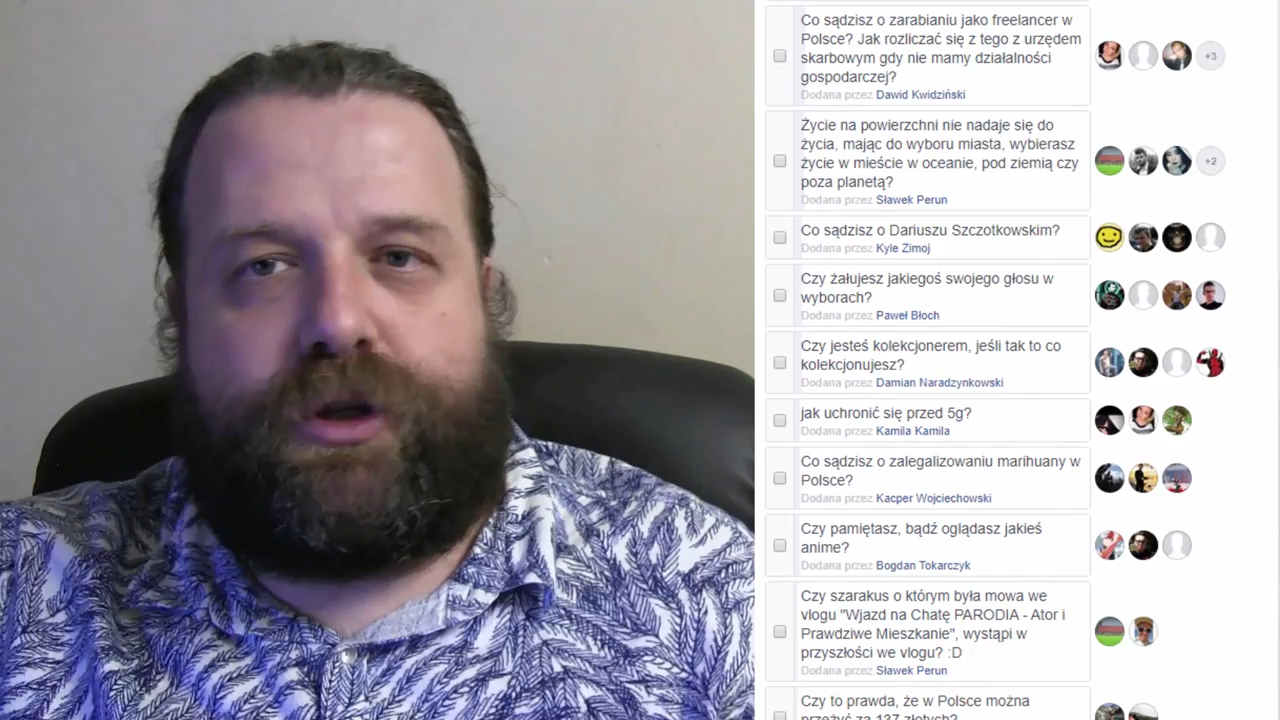 Co sądzisz o zarabianiu jako freelancer w
Polsce? Jak rozliczać się z tego z urzędem
skarbowym gdy nie mamy działalności
gospodarczej?
Dodana przez Dawid Kwidziński
+3
Życie na powierzchni nie nadaje się do
życia, mając do wyboru miasta, wybierasz
życie w mieście w oceanie, pod ziemią czy
poza planetą?
Dodana przez Sławek Perun
+2
Co sądzisz o Dariuszu Szczotkowskim?
Dodana przez Kyle Zimoj
Czy żałujesz jakiegoś swojego głosu w
wyborach?
Dodana przez Paweł Błoch
Czy jesteś kolekcjonerem, jeśli tak to co
kolekcjonujesz?
Dodana przez Damian Naradzynkowski
jak uchronić się przed 5g?
Dodana przez Kamila Kamila
Co sądzisz o zalegalizowaniu marihuany w
Polsce?
Dodana przez Kacper Wojciechowski
Czy pamiętasz, bądź oglądasz jakieś
anime?
Dodana przez Bogdan Tokarczyk
Czy szarakus o którym była mowa we
vlogu "Wjazd na Chatę PARODIA - Ator i
Prawdziwe Mieszkanie", wystąpi w
przyszłości we vlogu? :D
Dodana przez Sławek Perun
Czy to prawda, że w Polsce można
przeżyć za 137 złotych?